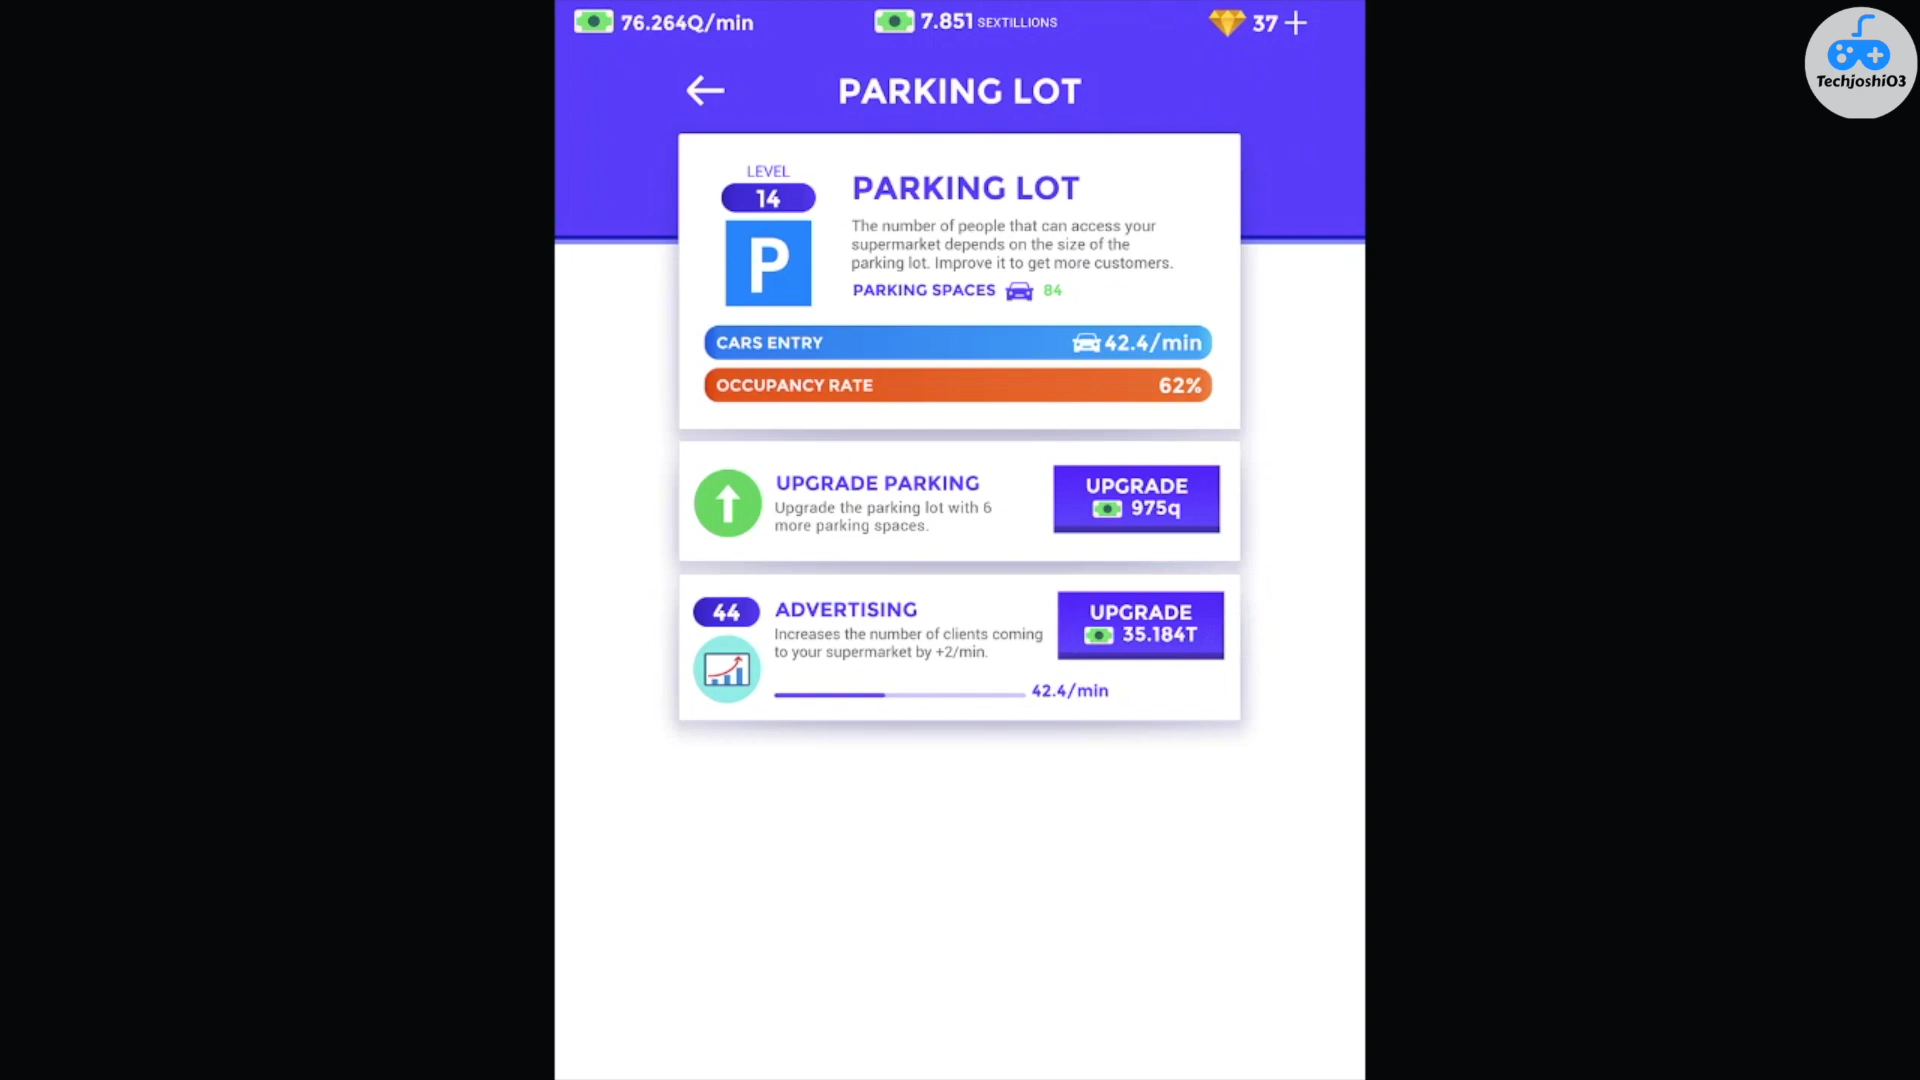 76.264Q/min
7.851 SEXTILLIONS
37
TechjoshiO3
PARKING LOT
LEVEL
14
P
PARKING LOT
The number of people that can access your
supermarket depends on the size of the
parking lot. Improve it to get more customers.
PARKING SPACES 84
CARS ENTRY 42.4/min
OCCUPANCY RATE 62%
UPGRADE PARKING
Upgrade the parking lot with 6
more parking spaces.
UPGRADE
975q
44
ADVERTISING
Increases the number of clients coming
to your supermarket by +2/min.
42.4/min
UPGRADE
35.184T